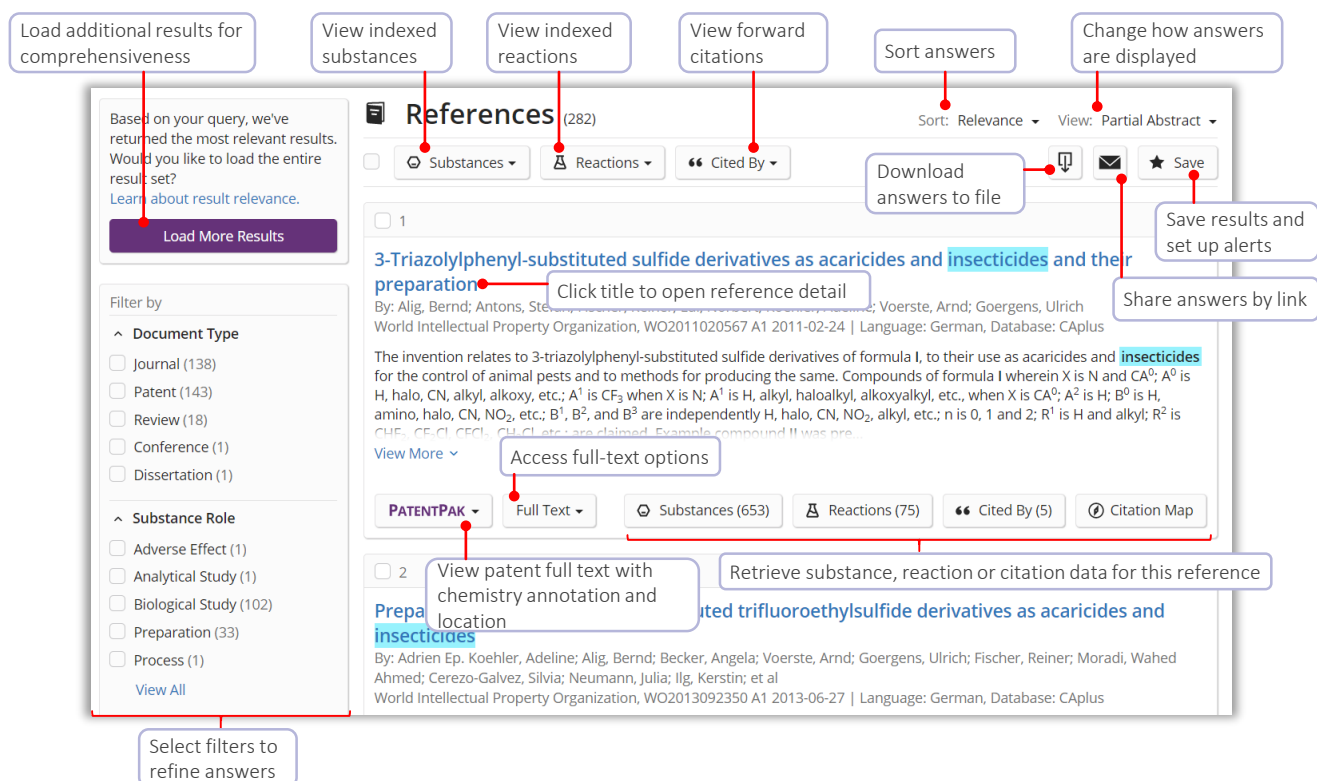 Load additional results for
comprehensiveness
View indexed
substances
View indexed
reactions
View forward
citations
Sort answers
Change how answers
are displayed
Based on your query, we've
returned the most relevant results.
Would you like to load the entire
result set?
Learn about result relevance.
Load More Results
References (282)
Sort: Relevance View: Partial Abstract
Substances
Reactions
Cited By
Save
Download
answers to file
Save results and
set up alerts
Share answers by link
1
3-Triazolylphenyl-substituted sulfide derivatives as acaricides and insecticides and their
preparation
Click title to open reference detail
By: Alig, Bernd; Antons, Voerste, Arnd; Goergens, Ulrich
World Intellectual Property Organization, WO2011020567 A1 2011-02-24 | Language: German, Database: CAplus
The invention relates to 3-triazolylphenyl-substituted sulfide derivatives of formula I, to their use as acaricides and insecticides
for the control of animal pests and to methods for producing the same. Compounds of formula I wherein X is N and CA⁰; A⁰ is
H, halo, CN, alkyl, alkoxy, etc.; A¹ is CF₃ when X is N; A¹ is H, alkyl, haloalkyl, alkoxyalkyl, etc., when X is CA⁰; A² is H; B⁰ is H,
amino, halo, CN, NO₂, etc.; B¹, B², and B³ are independently H, halo, CN, NO₂, alkyl, etc.; n is 0, 1 and 2; R¹ is H and alkyl; R² is
etc.; are claimed. Example compound II was pre...
View More
Access full-text options
PATENTPAK
Full Text
Substances (653)
Reactions (75)
Cited By (5)
Citation Map
View patent full text with
chemistry annotation and
location
Retrieve substance, reaction or citation data for this reference
2
trifluoroethylsulfide derivatives as acaricides and
insecticides
By: Adrien Ep. Koehler, Adeline; Alig, Bernd; Becker, Angela; Voerste, Arnd; Goergens, Ulrich; Fischer, Reiner; Moradi, Wahed
Ahmed; Cerezo-Galvez, Silvia; Neumann, Julia; Ilg, Kerstin; et al
World Intellectual Property Organization, WO2013092350 A1 2013-06-27 | Language: German, Database: CAplus
Filter by
Document Type
Journal (138)
Patent (143)
Review (18)
Conference (1)
Dissertation (1)
Substance Role
Adverse Effect (1)
Analytical Study (1)
Biological Study (102)
Preparation (33)
Process (1)
View All
Select filters to
refine answers